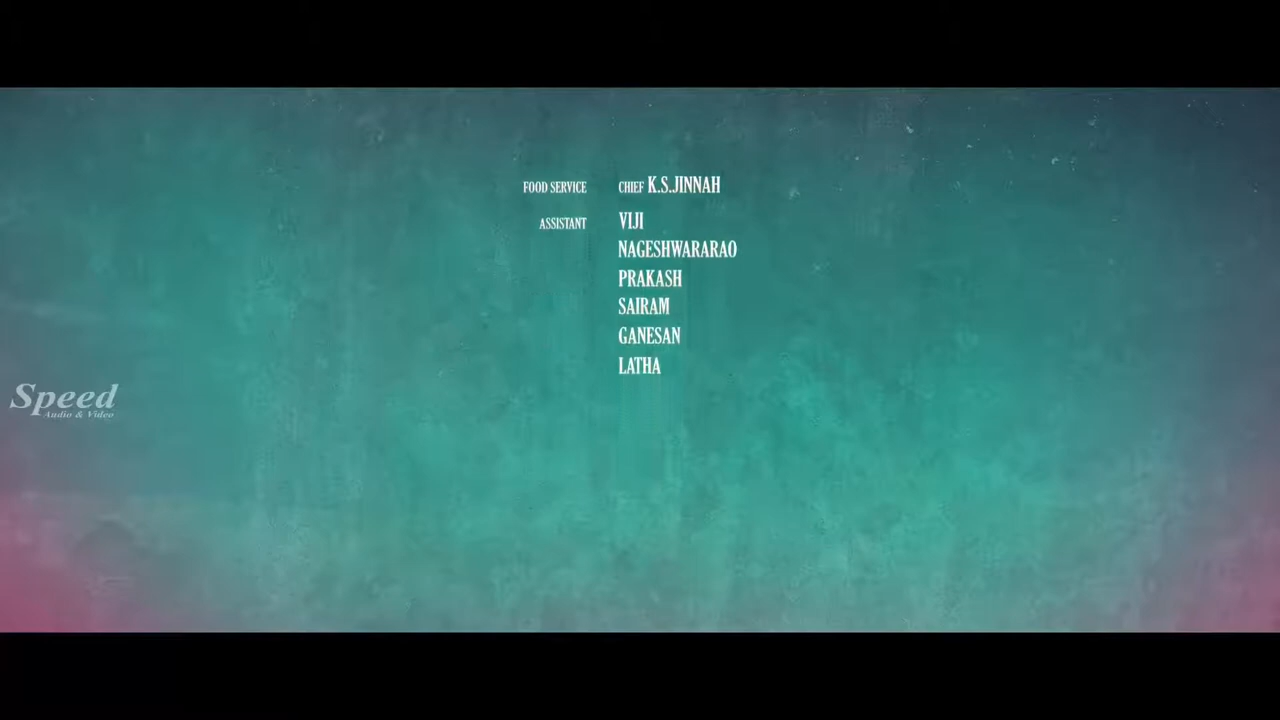 FOOD SERVICE CHIEF K.S.JINNAH
ASSISTANT VIJI
NAGESHWARARAO
PRAKASH
SAIRAM
GANESAN
LATHA
Speed
Audio & Video